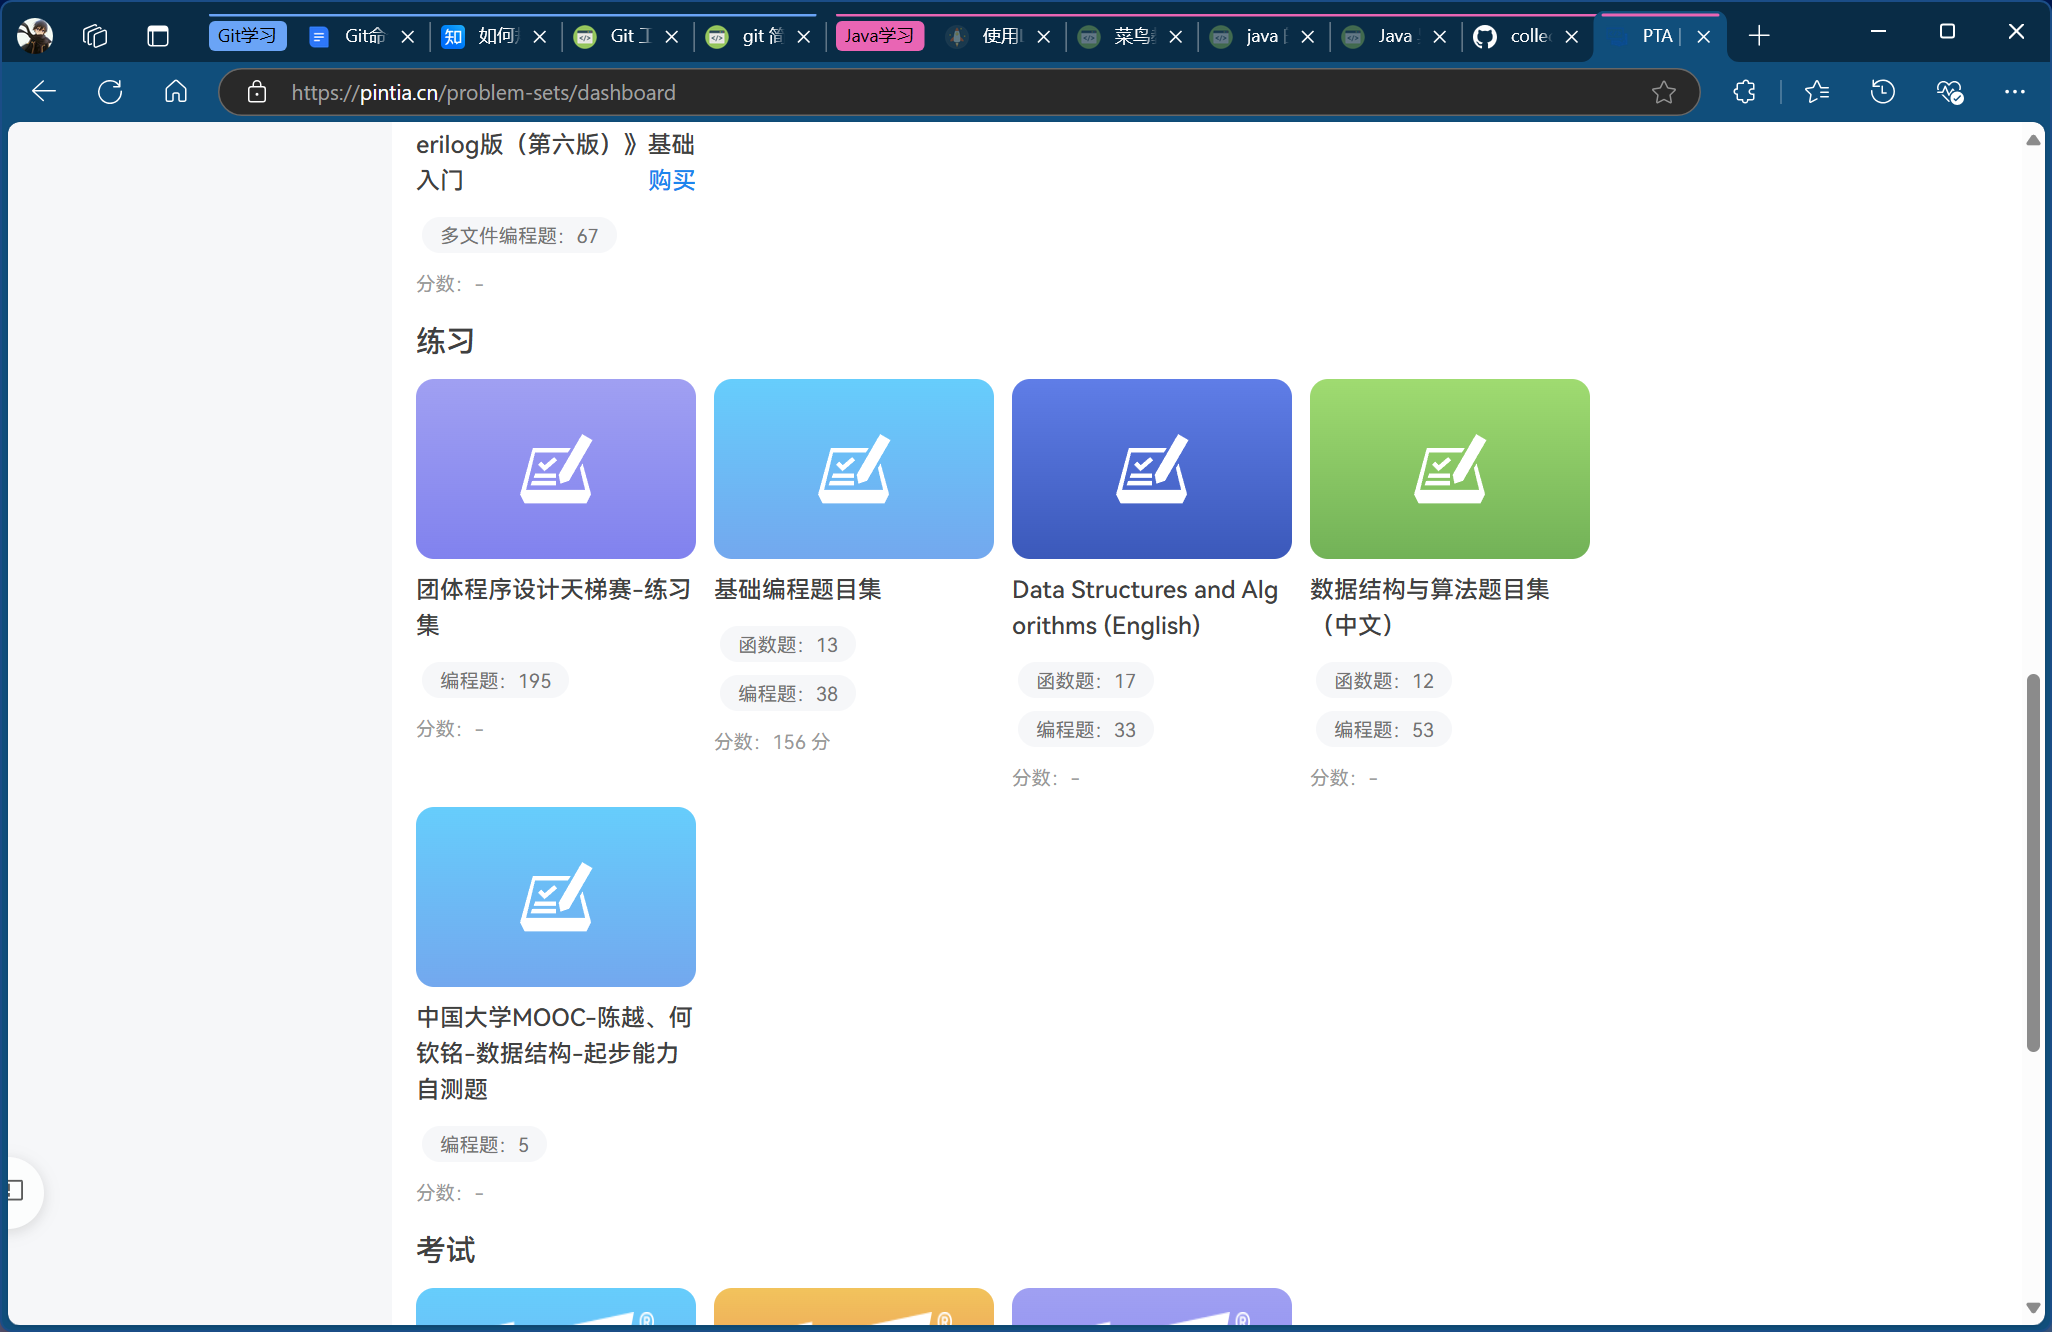 Git学习
Git命
知
如何
Git 工
git 简
Java学习
使用
菜鸟
java
Java
colle
PTA |
https://pintia.cn/problem-sets/dashboard
erilog版（第六版）》基础
入门
购买
多文件编程题：67
分数：-
练习
团体程序设计天梯赛-练习
集
编程题：195
分数：-
基础编程题目集
函数题：13
编程题：38
分数：156 分
Data Structures and Alg
orithms (English)
函数题：17
编程题：33
分数：-
数据结构与算法题目集
（中文）
函数题：12
编程题：53
分数：-
中国大学MOOC-陈越、何
钦铭-数据结构-起步能力
自测题
编程题：5
分数：-
考试
®
®
®